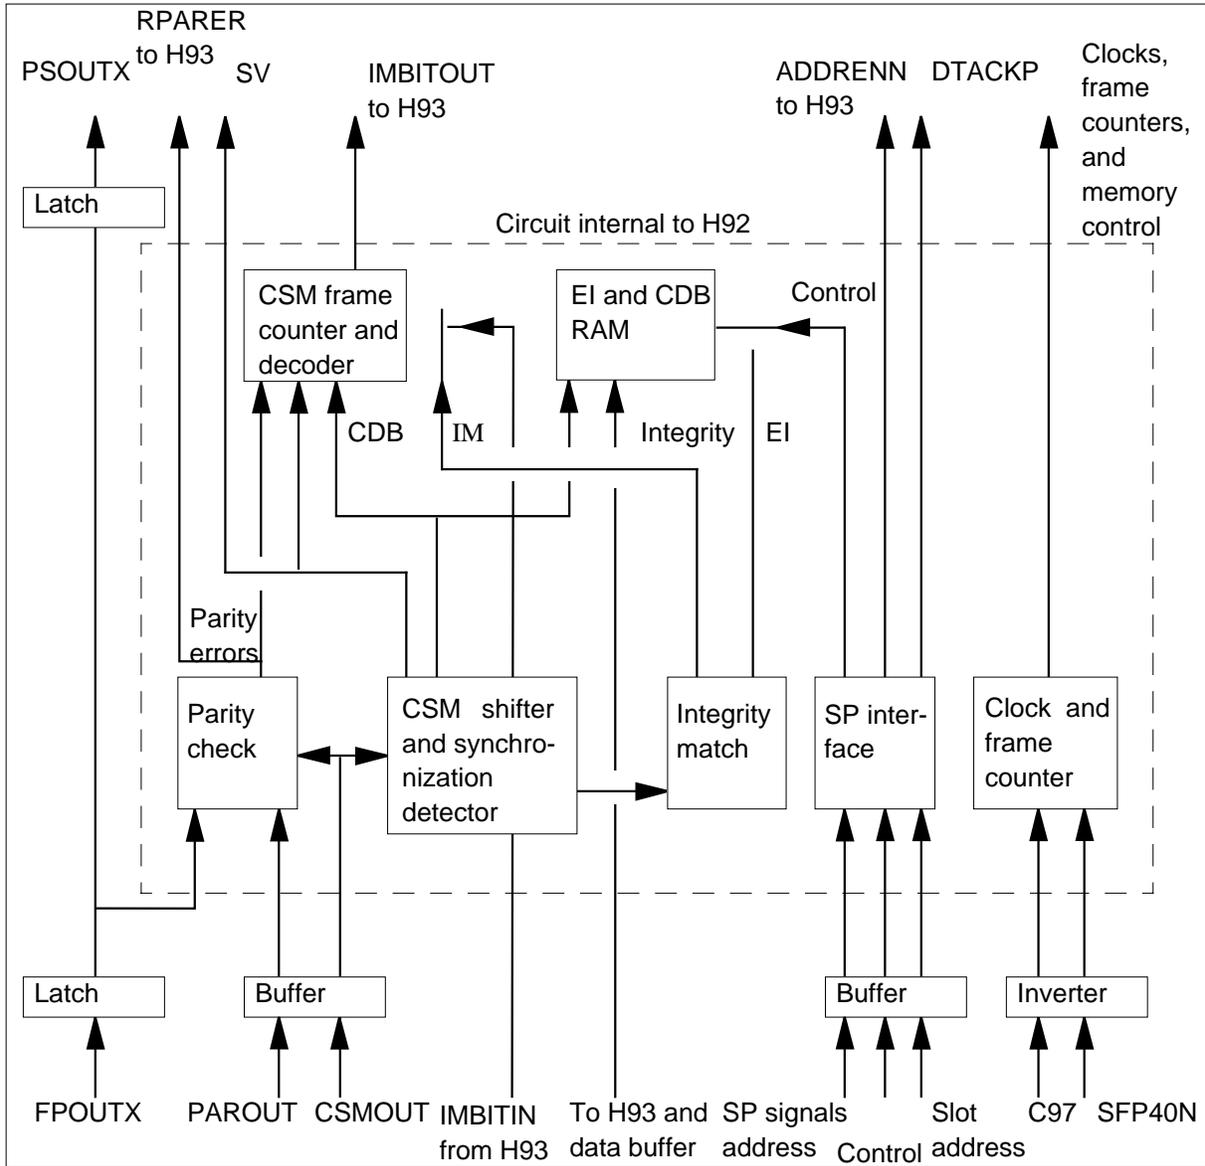 RPARER
to H93
PSOUTX
SV
IMBITOUT
to H93
ADDRENN
to H93
DTACKP
Clocks,
frame
counters,
and
memory
control
Latch
Circuit internal to H92
CSM frame
counter and
decoder
EI and CDB
RAM
Control
CDB
IM
Integrity
EI
Parity
errors
Parity
check
CSM shifter
and synchro-
nization
detector
Integrity
match
SP inter-
face
Clock and
frame
counter
Latch
Buffer
Buffer
Inverter
FPOUTX
PAROUT
CSMOUT
IMBITIN
from H93
To H93 and
data buffer
SP signals
address
Control
Slot
address
C97
SFP40N